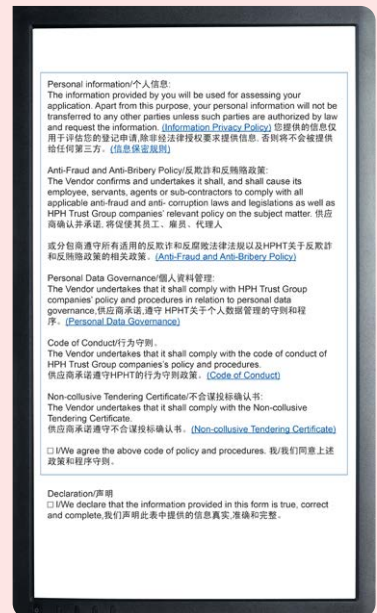 Personal information/个人信息:
The information provided by you will be used for assessing your
application. Apart from this purpose, your personal information will not be
transferred to any other parties unless such parties are authorized by law
and request the information. (Information Privacy Policy) 您提供的信息仅
用于评估您的登记申请,除非经法律授权要求提供信息. 否则将不会被提供
给任何第三方. (信息保密规则)
Anti-Fraud and Anti-Bribery Policy/反欺詐和反贿赂政策:
The Vendor confirms and undertakes it shall, and shall cause its
employee, servants, agents or sub-contractors to comply with all
applicable anti-fraud and anti- corruption laws and legislations as well as
HPH Trust Group companies' relevant policy on the subject matter. 供应
商确认并承诺, 将促使其员工、雇员、代理人
或分包商遵守所有适用的反欺诈和反腐败法律法规以及HPHT关于反欺詐
和反贿赂政策的相关政策。(Anti-Fraud and Anti-Bribery Policy)
Personal Data Governance/個人資料管理:
The Vendor undertakes that it shall comply with HPH Trust Group
companies' policy and procedures in relation to personal data
governance,供应商承诺,遵守 HPHT关于个人数据管理的守则和程
序。(Personal Data Governance)
Code of Conduct/行为守则。
The Vendor undertakes that it shall comply with the code of conduct of
HPH Trust Group companies's policy and procedures.
供应商承诺遵守HPHT的行为守则政策。(Code of Conduct)
Non-collusive Tendering Certificate/不合谋投标确认书:
The Vendor undertakes that it shall comply with the Non-collusive
Tendering Certificate.
供应商承诺遵守不合谋投标确认书。(Non-collusive Tendering Certificate)
□ I/We agree the above code of policy and procedures. 我/我们同意上述
政策和程序守则。
Declaration/声明
□ I/We declare that the information provided in this form is true, correct
and complete,我们声明此表中提供的信息真实,准确和完整。